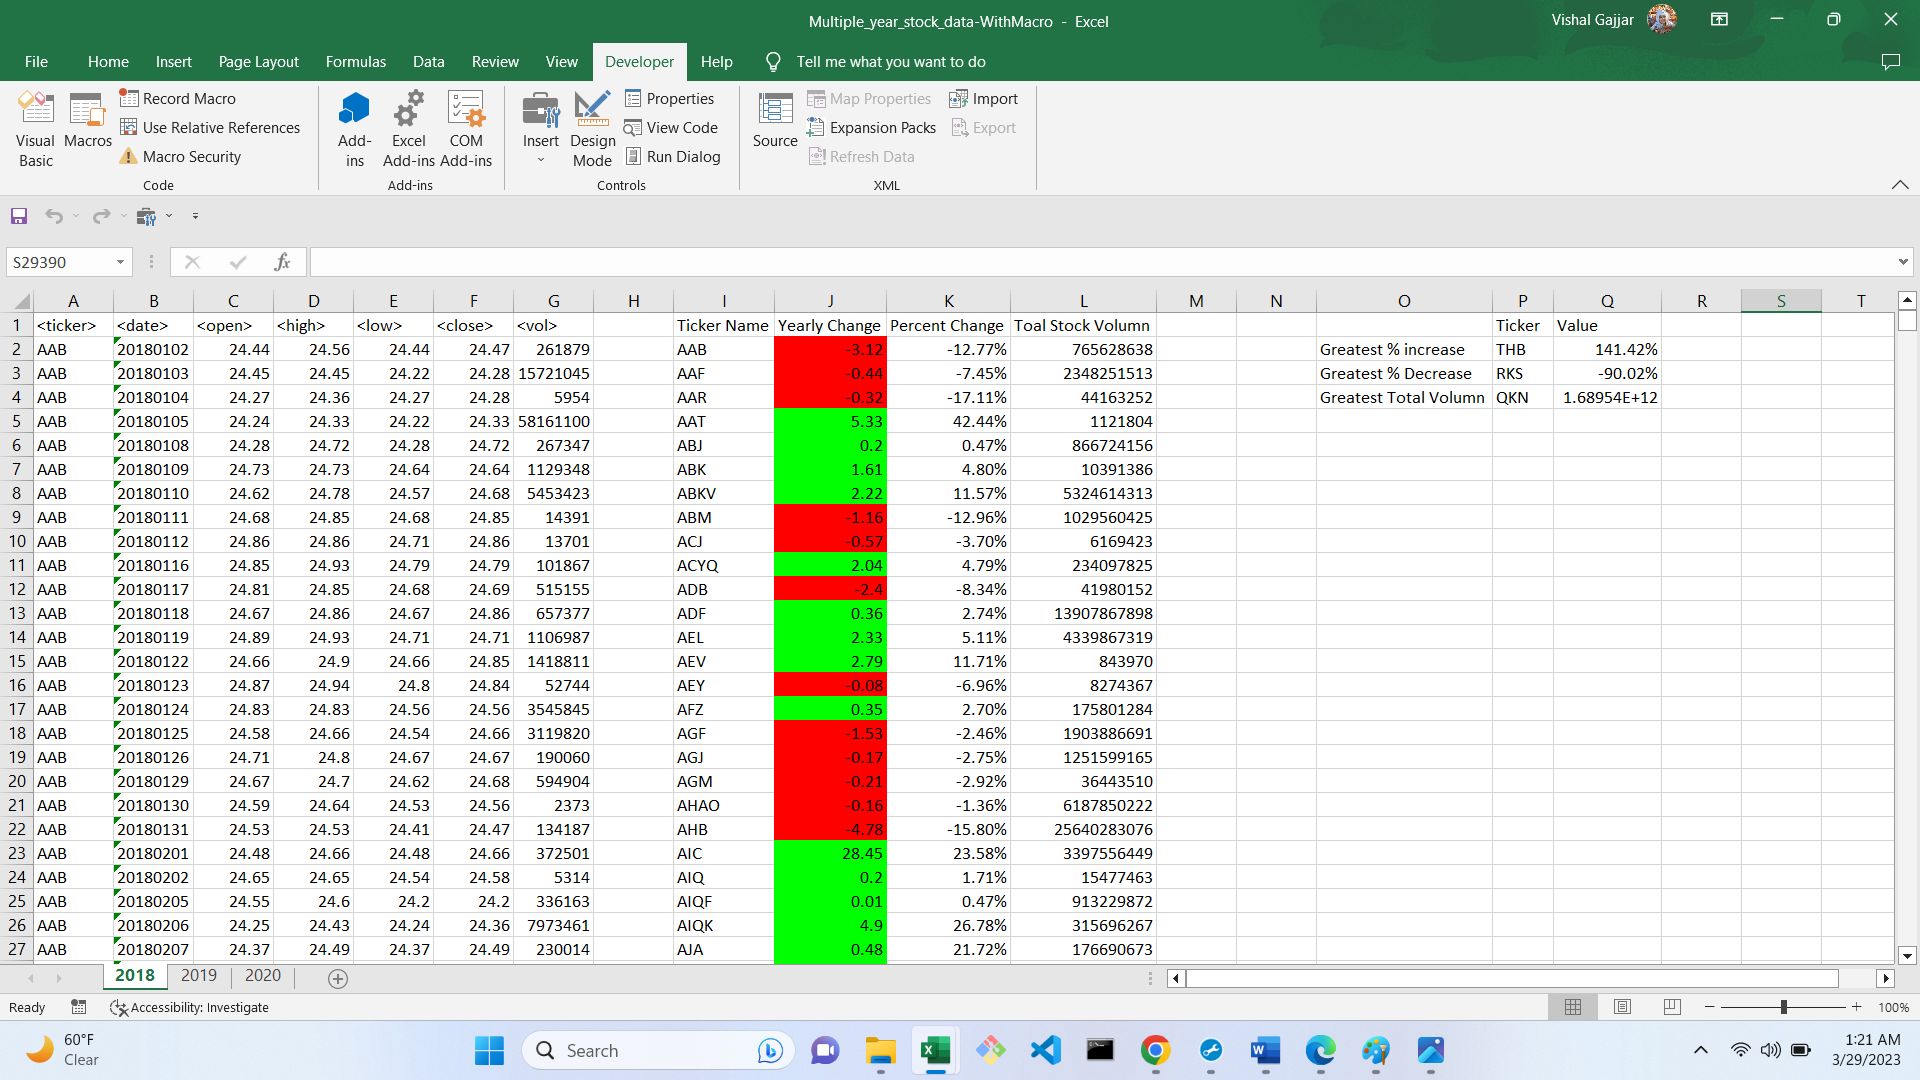 Multiple_year_stock_data-WithMacro - Excel
Vishal Gajjar
File Home Insert Page Layout Formulas Data Review View Developer Help Tell me what you want to do
Visual Basic
Macros
Record Macro
Use Relative References
Macro Security
Code
Add-ins
Excel Add-ins
COM Add-ins
Add-ins
Insert
Design Mode
Properties
View Code
Run Dialog
Controls
Source
Map Properties
Expansion Packs
Refresh Data
Import
Export
XML
S29390
fx
A B C D E F G H I J K L M N O P Q R S T
1 <ticker> <date> <open> <high> <low> <close> <vol> Ticker Name Yearly Change Percent Change Toal Stock Volumn Ticker Value
2 AAB 20180102 24.44 24.56 24.44 24.47 261879 AAB -3.12 -12.77% 765628638 Greatest % increase THB 141.42%
3 AAB 20180103 24.45 24.45 24.22 24.28 15721045 AAF -0.44 -7.45% 2348251513 Greatest % Decrease RKS -90.02%
4 AAB 20180104 24.27 24.36 24.27 24.28 5954 AAR -0.32 -17.11% 44163252 Greatest Total Volumn QKN 1.68954E+12
5 AAB 20180105 24.24 24.33 24.22 24.33 58161100 AAT 5.33 42.44% 1121804
6 AAB 20180108 24.28 24.72 24.28 24.72 267347 ABJ 0.2 0.47% 866724156
7 AAB 20180109 24.73 24.73 24.64 24.64 1129348 ABK 1.61 4.80% 10391386
8 AAB 20180110 24.62 24.78 24.57 24.68 5453423 ABKV 2.22 11.57% 5324614313
9 AAB 20180111 24.68 24.85 24.68 24.85 14391 ABM -1.16 -12.96% 1029560425
10 AAB 20180112 24.86 24.86 24.71 24.86 13701 ACJ -0.57 -3.70% 6169423
11 AAB 20180116 24.85 24.93 24.79 24.79 101867 ACYQ 2.04 4.79% 234097825
12 AAB 20180117 24.81 24.85 24.68 24.69 515155 ADB -2.4 -8.34% 41980152
13 AAB 20180118 24.67 24.86 24.67 24.86 657377 ADF 0.36 2.74% 13907867898
14 AAB 20180119 24.89 24.93 24.71 24.71 1106987 AEL 2.33 5.11% 4339867319
15 AAB 20180122 24.66 24.9 24.66 24.85 1418811 AEV 2.79 11.71% 843970
16 AAB 20180123 24.87 24.94 24.8 24.84 52744 AEY -0.08 -6.96% 8274367
17 AAB 20180124 24.83 24.83 24.56 24.56 3545845 AFZ 0.35 2.70% 175801284
18 AAB 20180125 24.58 24.66 24.54 24.66 3119820 AGF -1.53 -2.46% 1903886691
19 AAB 20180126 24.71 24.8 24.67 24.67 190060 AGJ -0.17 -2.75% 1251599165
20 AAB 20180129 24.67 24.7 24.62 24.68 594904 AGM -0.21 -2.92% 36443510
21 AAB 20180130 24.59 24.64 24.53 24.56 2373 AHAO -0.16 -1.36% 6187850222
22 AAB 20180131 24.53 24.53 24.41 24.47 134187 AHB -4.78 -15.80% 25640283076
23 AAB 20180201 24.48 24.66 24.48 24.66 372501 AIC 28.45 23.58% 3397556449
24 AAB 20180202 24.65 24.65 24.54 24.58 5314 AIQ 0.2 1.71% 15477463
25 AAB 20180205 24.55 24.6 24.2 24.2 336163 AIQF 0.01 0.47% 913229872
26 AAB 20180206 24.25 24.43 24.24 24.36 7973461 AIQK 4.9 26.78% 315696267
27 AAB 20180207 24.37 24.49 24.37 24.49 230014 AJA 0.48 21.72% 176690673
2018 2019 2020
Ready Accessibility: Investigate 100%
60°F
Clear
Search
1:21 AM
3/29/2023